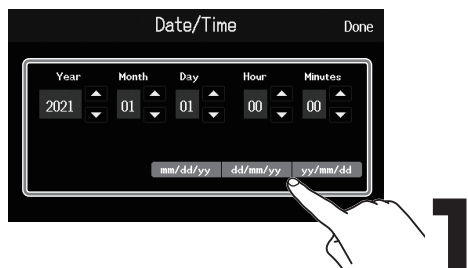 Date/Time Done
Year Month Day Hour Minutes
2021 01 01 00 00
mm/dd/yy dd/mm/yy yy/mm/dd
1